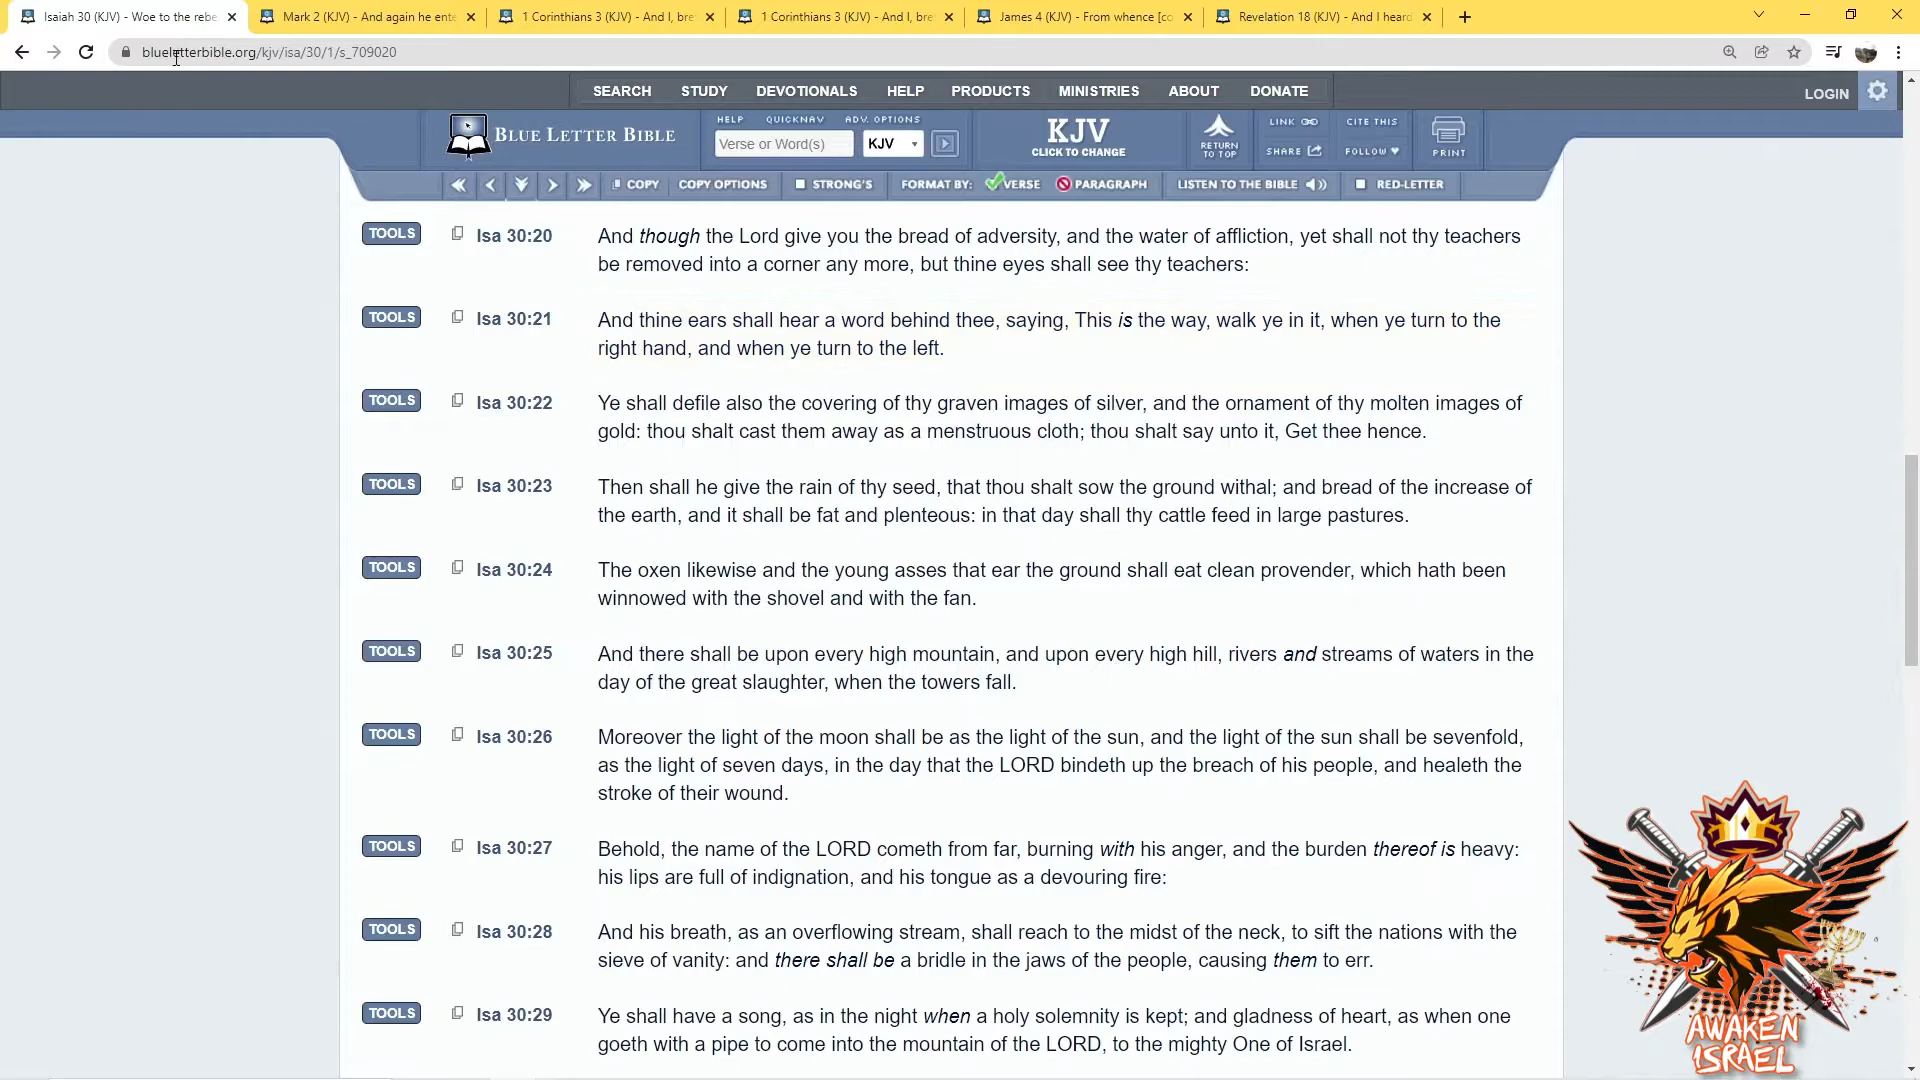 Isaiah 30 (KJV) - Woe to the rebe
Mark 2 (KJV) - And again he ente
1 Corinthians 3 (KJV) - And I, bre
1 Corinthians 3 (KJV) - And I, bre
James 4 (KJV) - From whence [co
Revelation 18 (KJV) - And I heard
blueletterbible.org/kjv/isa/30/1/s_709020
SEARCH STUDY DEVOTIONALS HELP PRODUCTS MINISTRIES ABOUT DONATE LOGIN
BLUE LETTER BIBLE
HELP QUICKNAV ADV. OPTIONS
Verse or Word(s) KJV
KJV
CLICK TO CHANGE
RETURN TO TOP
LINK CITE THIS
SHARE FOLLOW
PRINT
COPY COPY OPTIONS STRONG'S FORMAT BY: VERSE PARAGRAPH LISTEN TO THE BIBLE RED-LETTER
TOOLS Isa 30:20 And though the Lord give you the bread of adversity, and the water of affliction, yet shall not thy teachers
be removed into a corner any more, but thine eyes shall see thy teachers:
TOOLS Isa 30:21 And thine ears shall hear a word behind thee, saying, This is the way, walk ye in it, when ye turn to the
right hand, and when ye turn to the left.
TOOLS Isa 30:22 Ye shall defile also the covering of thy graven images of silver, and the ornament of thy molten images of
gold: thou shalt cast them away as a menstruous cloth; thou shalt say unto it, Get thee hence.
TOOLS Isa 30:23 Then shall he give the rain of thy seed, that thou shalt sow the ground withal; and bread of the increase of
the earth, and it shall be fat and plenteous: in that day shall thy cattle feed in large pastures.
TOOLS Isa 30:24 The oxen likewise and the young asses that ear the ground shall eat clean provender, which hath been
winnowed with the shovel and with the fan.
TOOLS Isa 30:25 And there shall be upon every high mountain, and upon every high hill, rivers and streams of waters in the
day of the great slaughter, when the towers fall.
TOOLS Isa 30:26 Moreover the light of the moon shall be as the light of the sun, and the light of the sun shall be sevenfold,
as the light of seven days, in the day that the LORD bindeth up the breach of his people, and healeth the
stroke of their wound.
TOOLS Isa 30:27 Behold, the name of the LORD cometh from far, burning with his anger, and the burden thereof is heavy:
his lips are full of indignation, and his tongue as a devouring fire:
TOOLS Isa 30:28 And his breath, as an overflowing stream, shall reach to the midst of the neck, to sift the nations with the
sieve of vanity: and there shall be a bridle in the jaws of the people, causing them to err.
TOOLS Isa 30:29 Ye shall have a song, as in the night when a holy solemnity is kept; and gladness of heart, as when one
goeth with a pipe to come into the mountain of the LORD, to the mighty One of Israel.
AWAKEN
ISRAEL